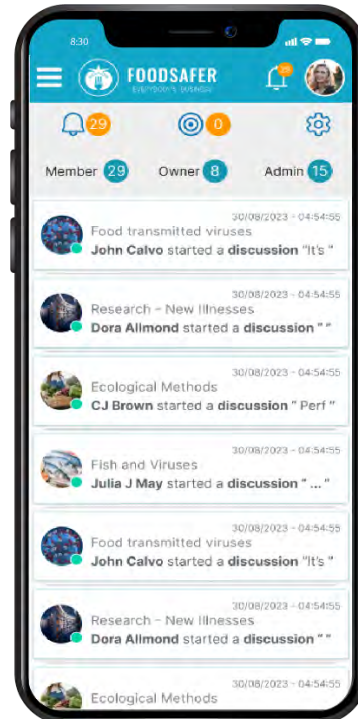 8:30
FOODSAFER
EVERYBODY'S BUSINESS
29 0
Member 29 Owner 8 Admin 15
30/08/2023 - 04:54:55
Food transmitted viruses
John Calvo started a discussion "It's "
30/08/2023 - 04:54:55
Research - New Illnesses
Dora Allmond started a discussion " "
30/08/2023 - 04:54:55
Ecological Methods
CJ Brown started a discussion " Perf "
30/08/2023 - 04:54:55
Fish and Viruses
Julia J May started a discussion " ... "
30/08/2023 - 04:54:55
Food transmitted viruses
John Calvo started a discussion "It's "
30/08/2023 - 04:54:55
Research - New Illnesses
Dora Allmond started a discussion " "
30/08/2023 - 04:54:55
Ecological Methods